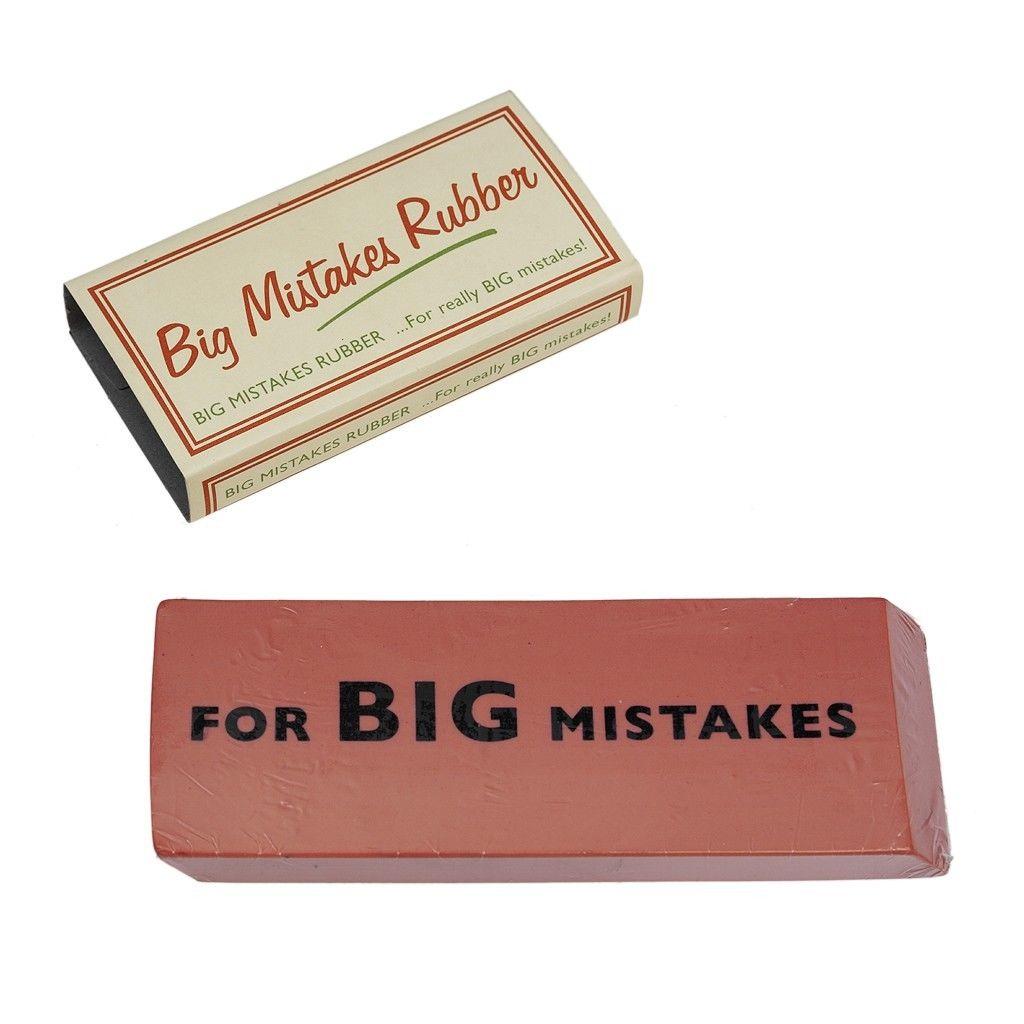 Big Mistakes Rubber
BIG MISTAKES RUBBER ...For really BIG mistakes!
BIG MISTAKES RUBBER ...For really BIG mistakes!
FOR BIG MISTAKES